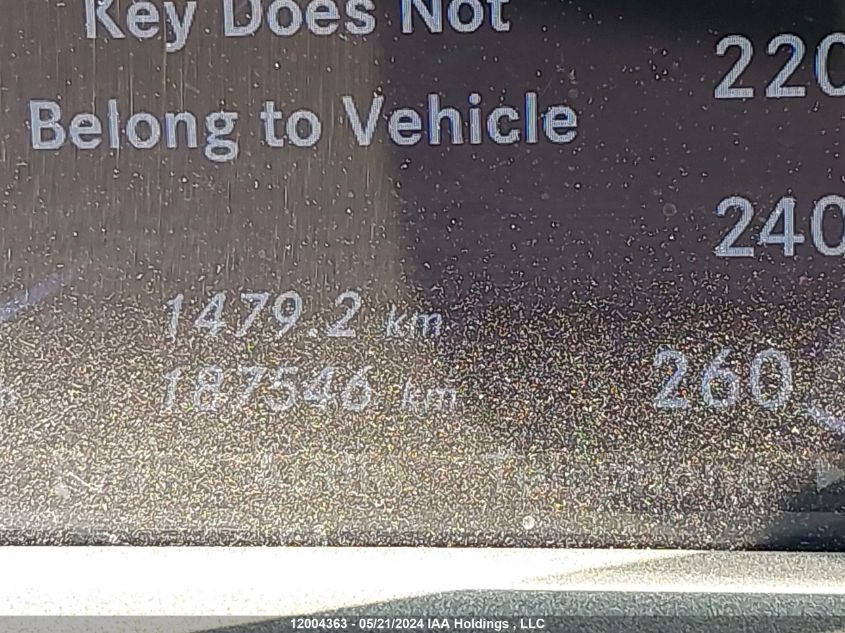 Key Does Not
220
Belong to Vehicle
240
1479.2 km
187546 km
260
12004363 - 05/21/2024 IAA Holdings , LLC